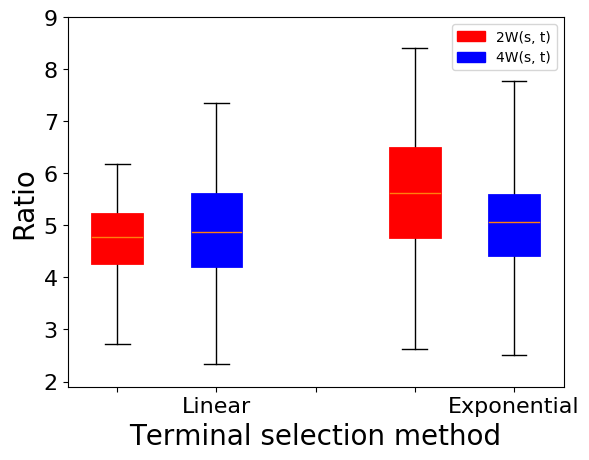 9
8
7
6
5
4
3
2
Ratio
2W(s, t)
4W(s, t)
Linear
Exponential
Terminal selection method